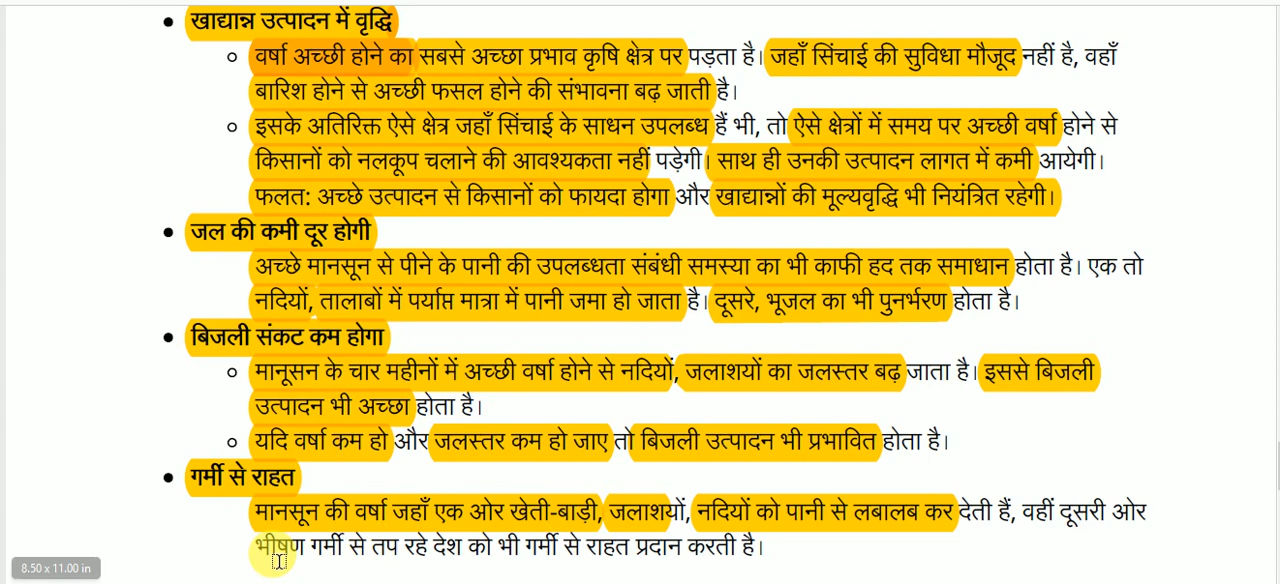 खाद्यान्न उत्पादन में वृद्धि
वर्षा अच्छी होने का सबसे अच्छा प्रभाव कृषि क्षेत्र पर पड़ता है। जहाँ सिंचाई की सुविधा मौजूद नहीं है, वहाँ
बारिश होने से अच्छी फसल होने की संभावना बढ़ जाती है।
इसके अतिरिक्त ऐसे क्षेत्र जहाँ सिंचाई के साधन उपलब्ध हैं भी, तो ऐसे क्षेत्रों में समय पर अच्छी वर्षा होने से
किसानों को नलकूप चलाने की आवश्यकता नहीं पड़ेगी। साथ ही उनकी उत्पादन लागत में कमी आयेगी।
फलत: अच्छे उत्पादन से किसानों को फायदा होगा और खाद्यान्नों की मूल्यवृद्धि भी नियंत्रित रहेगी।
जल की कमी दूर होगी
अच्छे मानसून से पीने के पानी की उपलब्धता संबंधी समस्या का भी काफी हद तक समाधान होता है। एक तो
नदियों, तालाबों में पर्याप्त मात्रा में पानी जमा हो जाता है। दूसरे, भूजल का भी पुनर्भरण होता है।
बिजली संकट कम होगा
मानूसन के चार महीनों में अच्छी वर्षा होने से नदियों, जलाशयों का जलस्तर बढ़ जाता है। इससे बिजली
उत्पादन भी अच्छा होता है।
यदि वर्षा कम हो और जलस्तर कम हो जाए तो बिजली उत्पादन भी प्रभावित होता है।
गर्मी से राहत
मानसून की वर्षा जहाँ एक ओर खेती-बाड़ी, जलाशयों, नदियों को पानी से लबालब कर देती हैं, वहीं दूसरी ओर
भीषण गर्मी से तप रहे देश को भी गर्मी से राहत प्रदान करती है।
8.50 x 11.00 in